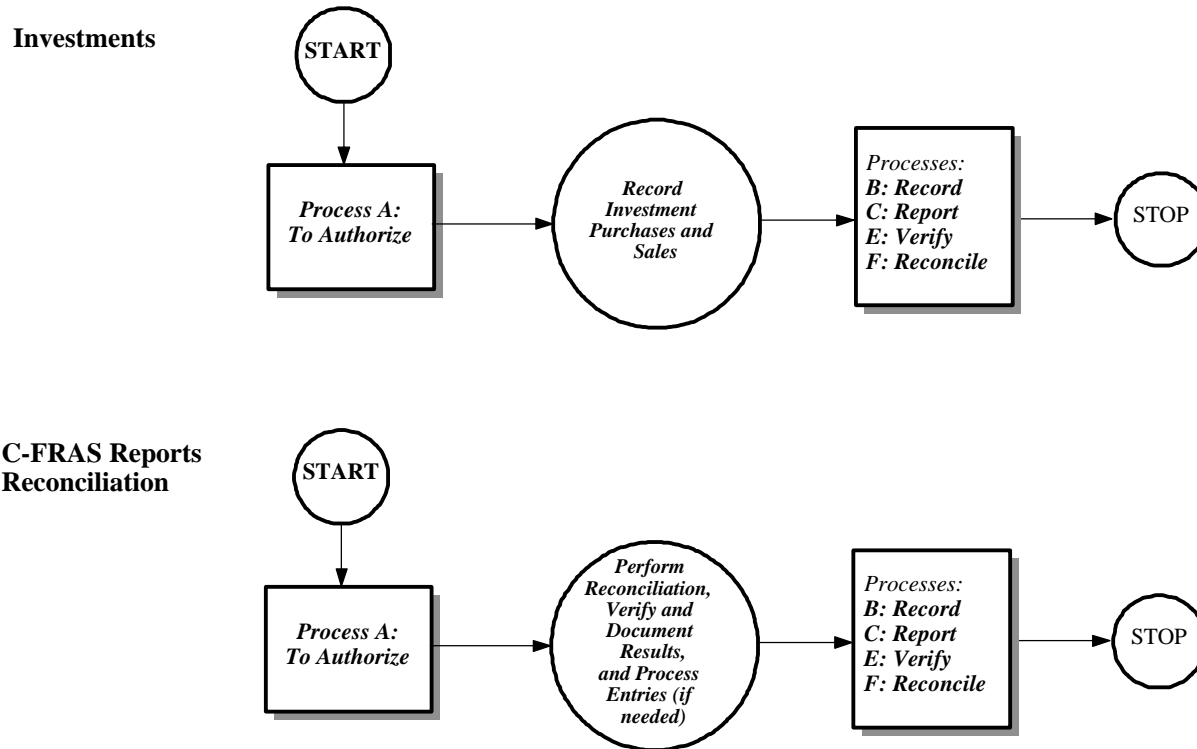 Investments
START
Process A:
To Authorize
Record
Investment
Purchases and
Sales
Processes:
B: Record
C: Report
E: Verify
F: Reconcile
STOP
C-FRAS Reports
Reconciliation
START
Process A:
To Authorize
Perform
Reconciliation,
Verify and
Document
Results,
and Process
Entries (if
needed)
Processes:
B: Record
C: Report
E: Verify
F: Reconcile
STOP